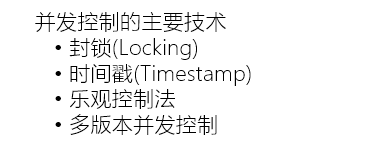 并发控制的主要技术
• 封锁(Locking)
• 时间戳(Timestamp)
• 乐观控制法
• 多版本并发控制